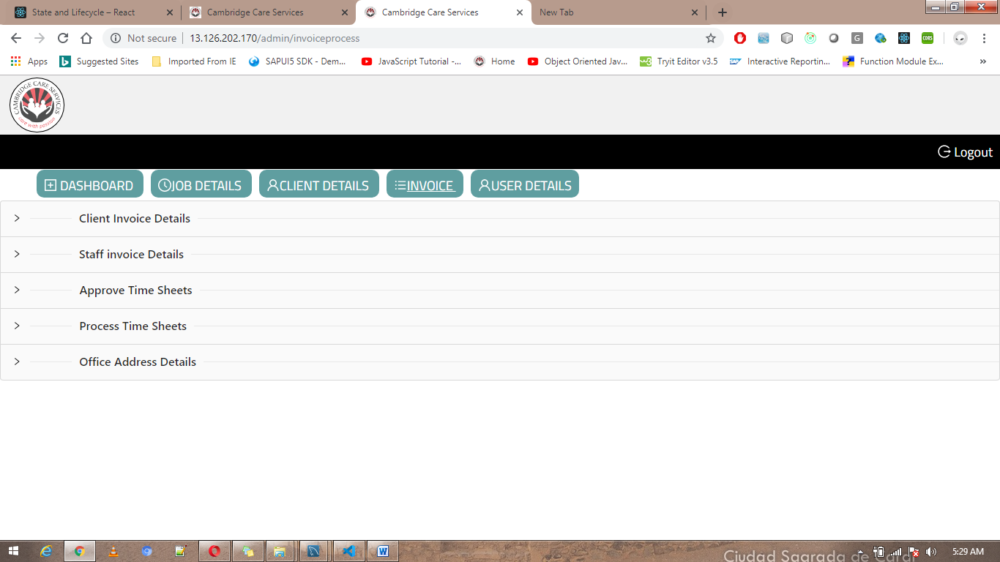 State and Lifecycle – React
Cambridge Care Services
Cambridge Care Services
New Tab
Not secure 13.126.202.170/admin/invoiceprocess
G
CORS
Apps
Suggested Sites
Imported From IE
SAPUI5 SDK - Dem...
JavaScript Tutorial -...
Home
Object Oriented Jav...
Tryit Editor v3.5
Interactive Reportin...
Function Module Ex...
CAMBRIDGE CARE SERVICES
care with passion
Logout
DASHBOARD
JOB DETAILS
CLIENT DETAILS
INVOICE
USER DETAILS
Client Invoice Details
Staff invoice Details
Approve Time Sheets
Process Time Sheets
Office Address Details
Ciudad Sagrada de Caral
5:29 AM